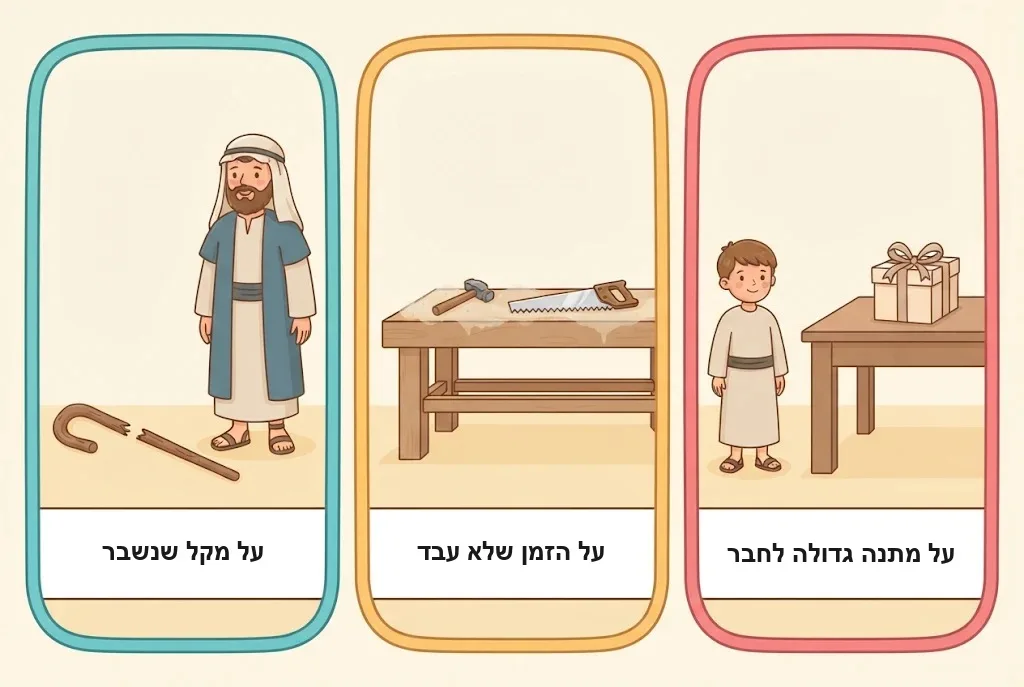 על מקל שנשבר
על הזמן שלא עבד
על מתנה גדולה לחבר